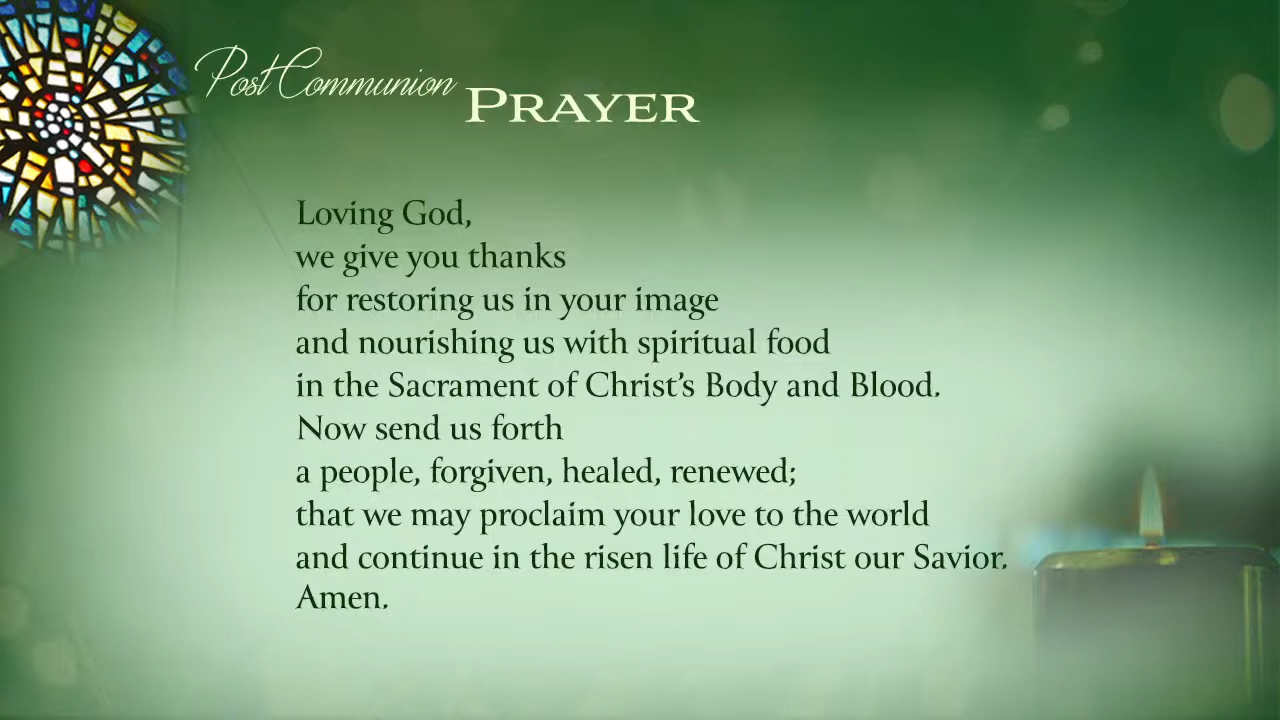 Post Communion PRAYER
Loving God,
we give you thanks
for restoring us in your image
and nourishing us with spiritual food
in the Sacrament of Christ’s Body and Blood.
Now send us forth
a people, forgiven, healed, renewed;
that we may proclaim your love to the world
and continue in the risen life of Christ our Savior.
Amen.